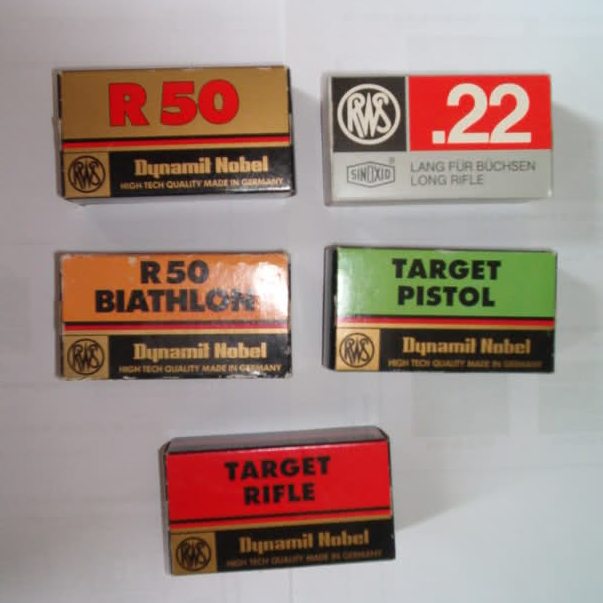 R 50
RWS
Dynamit Nobel
HIGH TECH QUALITY MADE IN GERMANY
RWS
.22
SINOXID
®
LANG FÜR BÜCHSEN
LONG RIFLE
R 50
BIATHLON
RWS
Dynamit Nobel
HIGH TECH QUALITY MADE IN GERMANY
TARGET
PISTOL
RWS
Dynamit Nobel
HIGH TECH QUALITY MADE IN GERMANY
TARGET
RIFLE
RWS
Dynamit Nobel
HIGH TECH QUALITY MADE IN GERMANY